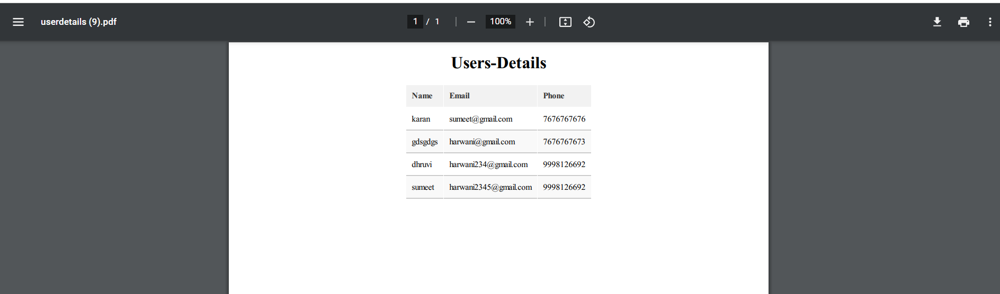 userdetails (9).pdf 1 / 1 100%
Users-Details
Name Email Phone
karan sumeet@gmail.com 7676767676
gdsgdgs harwani@gmail.com 7676767673
dhruvi harwani234@gmail.com 9998126692
sumeet harwani2345@gmail.com 9998126692